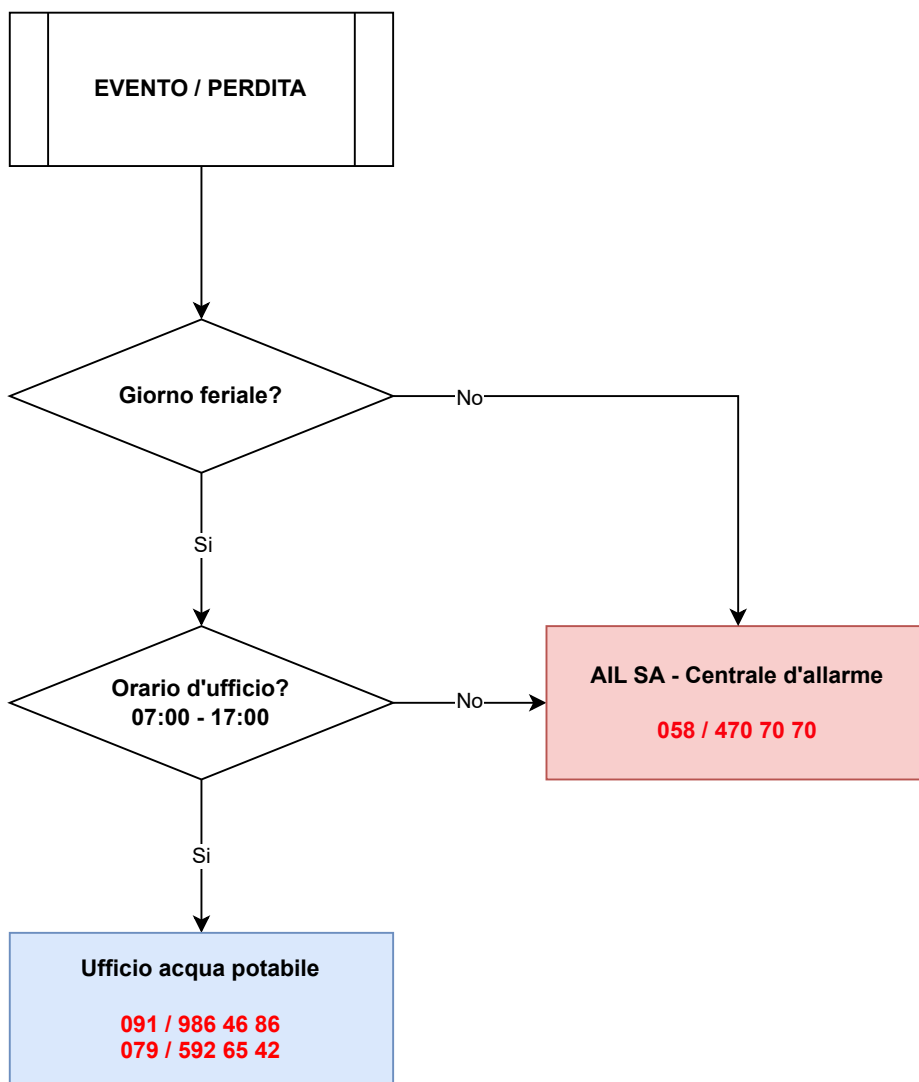 EVENTO / PERDITA
Giorno feriale?
No
Si
Orario d'ufficio?
07:00 - 17:00
No
AIL SA - Centrale d'allarme
058 / 470 70 70
Si
Ufficio acqua potabile
091 / 986 46 86
079 / 592 65 42